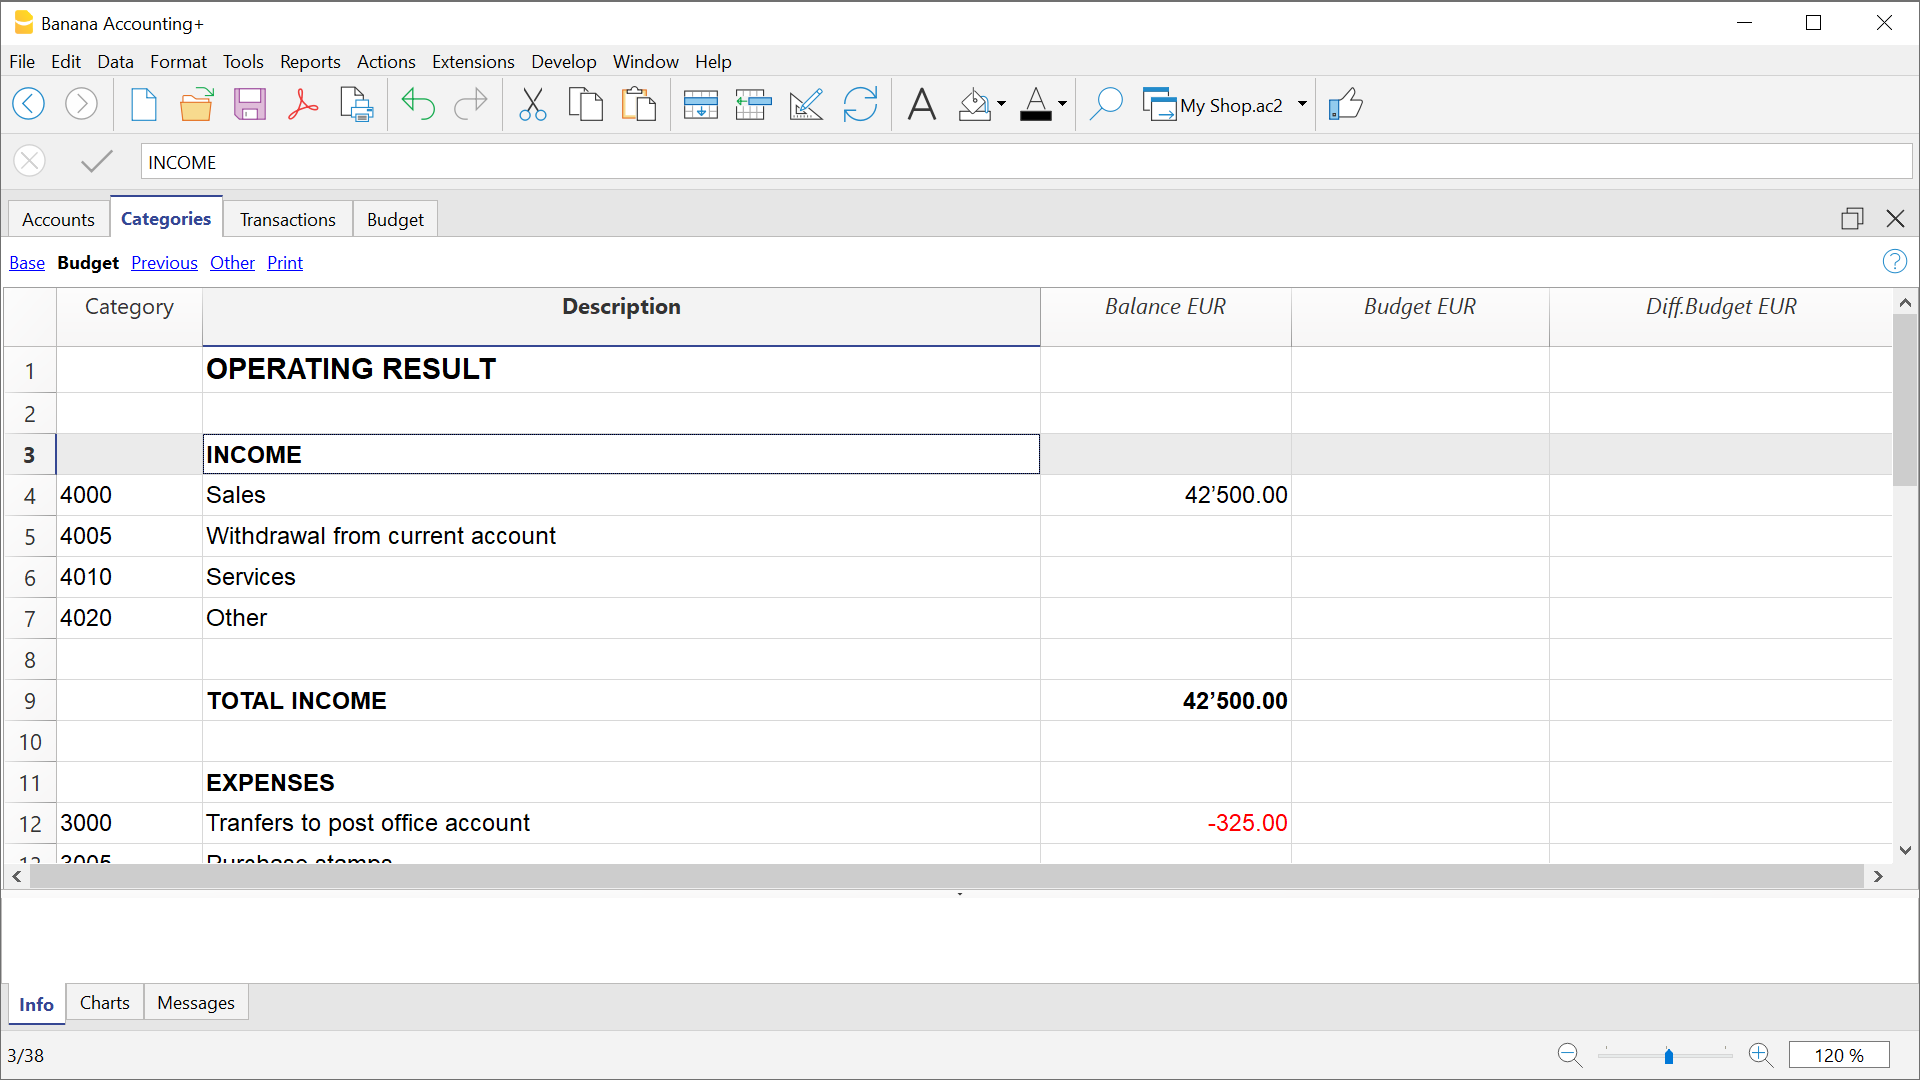 Banana Accounting+
File Edit Data Format Tools Reports Actions Extensions Develop Window Help
My Shop.ac2
INCOME
Accounts Categories Transactions Budget
Base Budget Previous Other Print
Category Description Balance EUR Budget EUR Diff.Budget EUR
1 OPERATING RESULT
2
3 INCOME
4 4000 Sales 42’500.00
5 4005 Withdrawal from current account
6 4010 Services
7 4020 Other
8
9 TOTAL INCOME 42’500.00
10
11 EXPENSES
12 3000 Tranfers to post office account -325.00
13 3005 Purchase stamps
Info Charts Messages
3/38 120 %